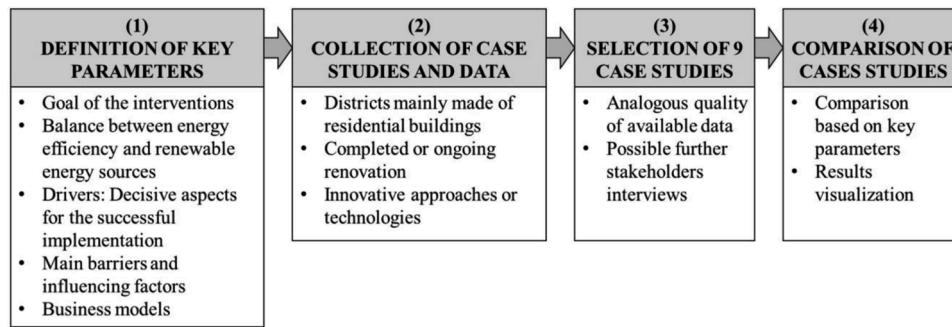 (1)
DEFINITION OF KEY
PARAMETERS
• Goal of the interventions
• Balance between energy
efficiency and renewable
energy sources
• Drivers: Decisive aspects
for the successful
implementation
• Main barriers and
influencing factors
• Business models
(2)
COLLECTION OF CASE
STUDIES AND DATA
• Districts mainly made of
residential buildings
• Completed or ongoing
renovation
• Innovative approaches or
technologies
(3)
SELECTION OF 9
CASE STUDIES
• Analogous quality
of available data
• Possible further
stakeholders
interviews
(4)
COMPARISON OF
CASES STUDIES
• Comparison
based on key
parameters
• Results
visualization